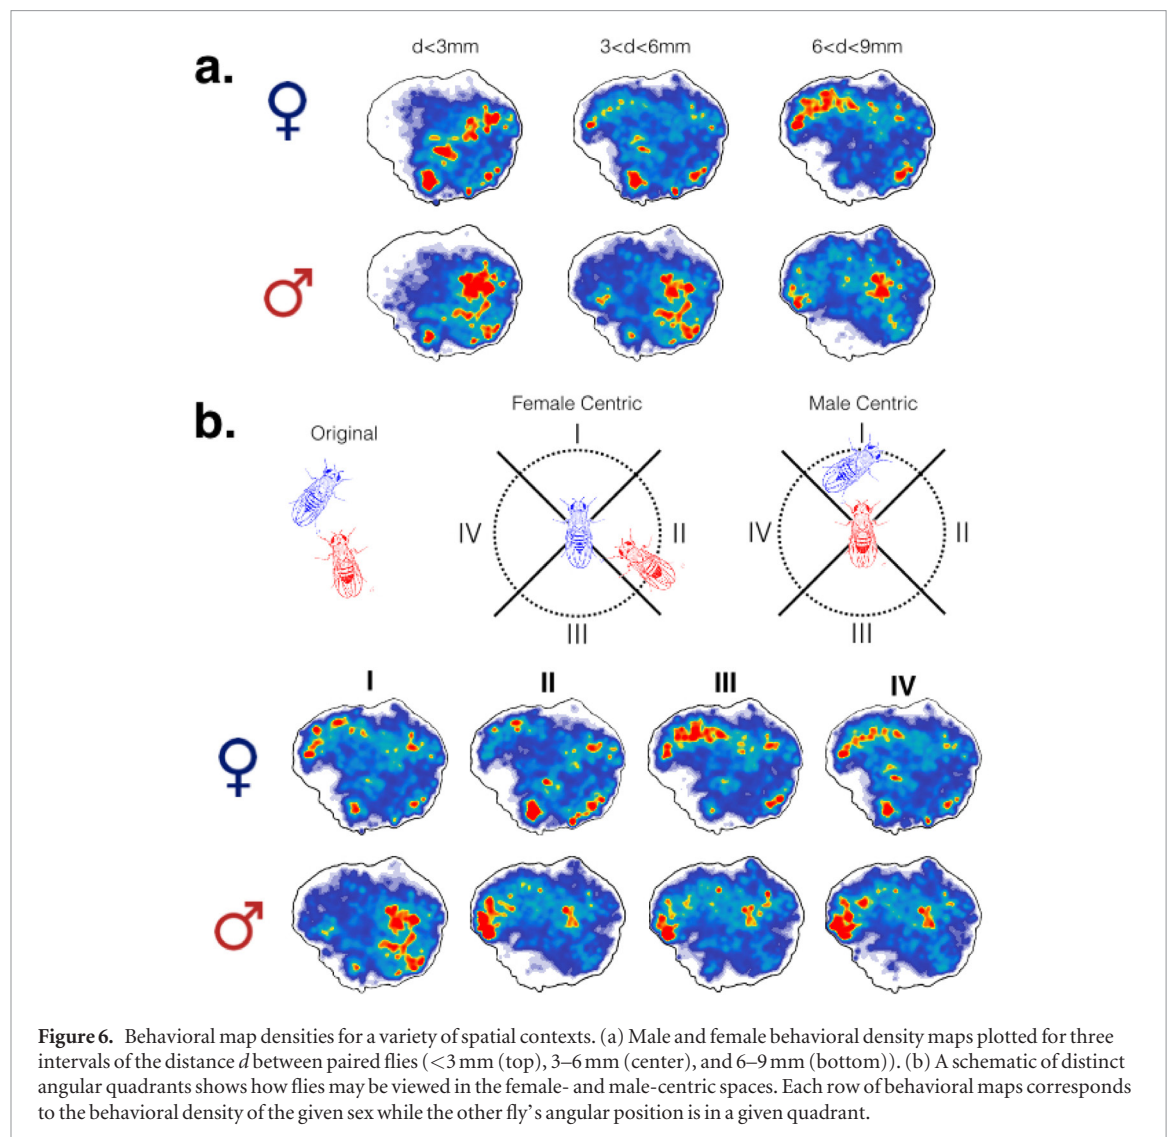 a.
d<3mm
3<d<6mm
6<d<9mm
♀
♂
b.
Original
Female Centric
Male Centric
I
I
IV
II
IV
II
III
III
I
II
III
IV
♀
♂
Figure 6. Behavioral map densities for a variety of spatial contexts. (a) Male and female behavioral density maps plotted for three
intervals of the distance d between paired flies (<3 mm (top), 3–6 mm (center), and 6–9 mm (bottom)). (b) A schematic of distinct
angular quadrants shows how flies may be viewed in the female- and male-centric spaces. Each row of behavioral maps corresponds
to the behavioral density of the given sex while the other fly's angular position is in a given quadrant.